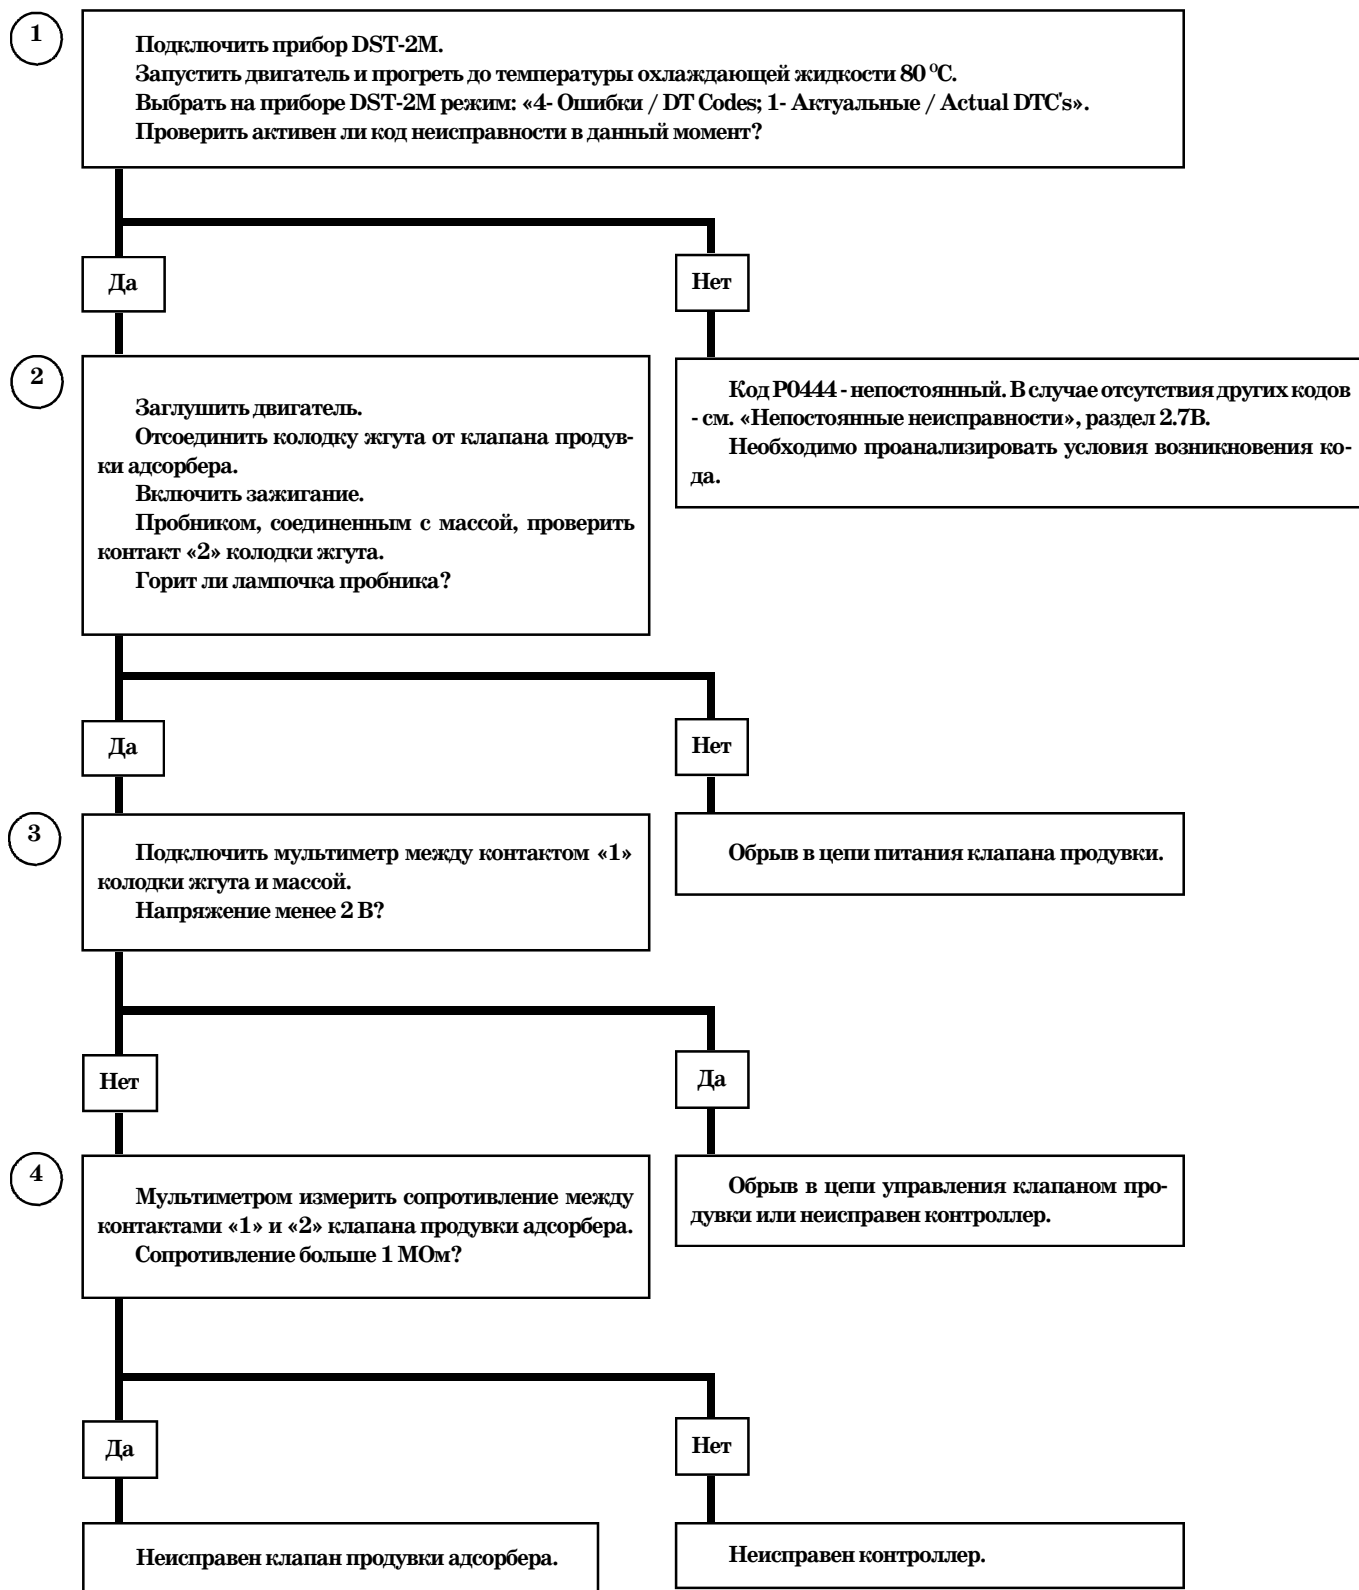 1
Подключить прибор DST-2M.
Запустить двигатель и прогреть до температуры охлаждающей жидкости 80 °С.
Выбрать на приборе DST-2M режим: «4- Ошибки / DT Codes; 1- Актуальные / Actual DTC's».
Проверить активен ли код неисправности в данный момент?
Да
Нет
2
Заглушить двигатель.
Отсоединить колодку жгута от клапана продув-
ки адсорбера.
Включить зажигание.
Пробником, соединенным с массой, проверить
контакт «2» колодки жгута.
Горит ли лампочка пробника?
Код Р0444 - непостоянный. В случае отсутствия других кодов
- см. «Непостоянные неисправности», раздел 2.7В.
Необходимо проанализировать условия возникновения ко-
да.
Да
Нет
3
Подключить мультиметр между контактом «1»
колодки жгута и массой.
Напряжение менее 2 В?
Обрыв в цепи питания клапана продувки.
Нет
Да
4
Мультиметром измерить сопротивление между
контактами «1» и «2» клапана продувки адсорбера.
Сопротивление больше 1 МОм?
Обрыв в цепи управления клапаном про-
дувки или неисправен контроллер.
Да
Нет
Неисправен клапан продувки адсорбера.
Неисправен контроллер.